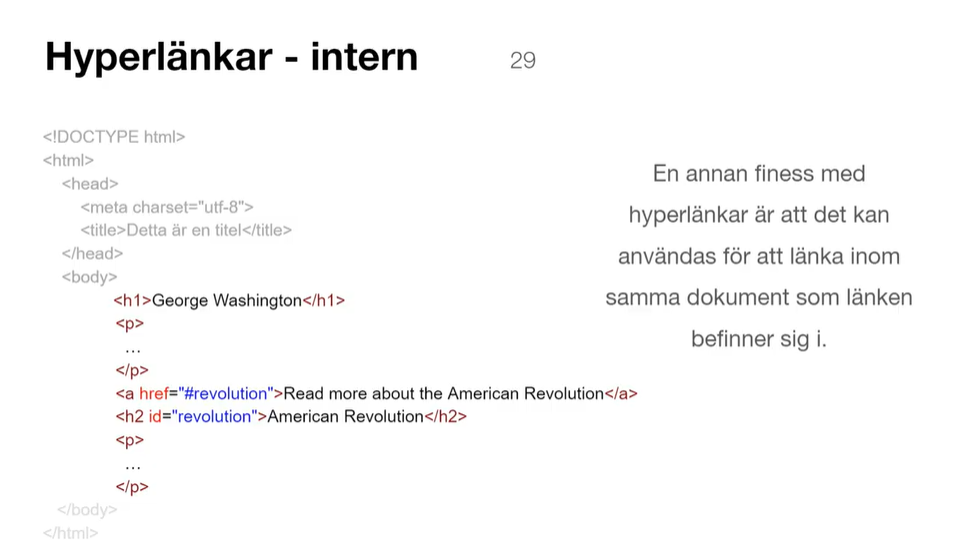 Hyperlänkar - intern
29
<!DOCTYPE html>
<html>
<head>
<meta charset="utf-8">
<title>Detta är en titel</title>
</head>
<body>
<h1>George Washington</h1>
<p>
…
</p>
<a href="#revolution">Read more about the American Revolution</a>
<h2 id="revolution">American Revolution</h2>
<p>
…
</p>
</body>
</html>
En annan finess med
hyperlänkar är att det kan
användas för att länka inom
samma dokument som länken
befinner sig i.